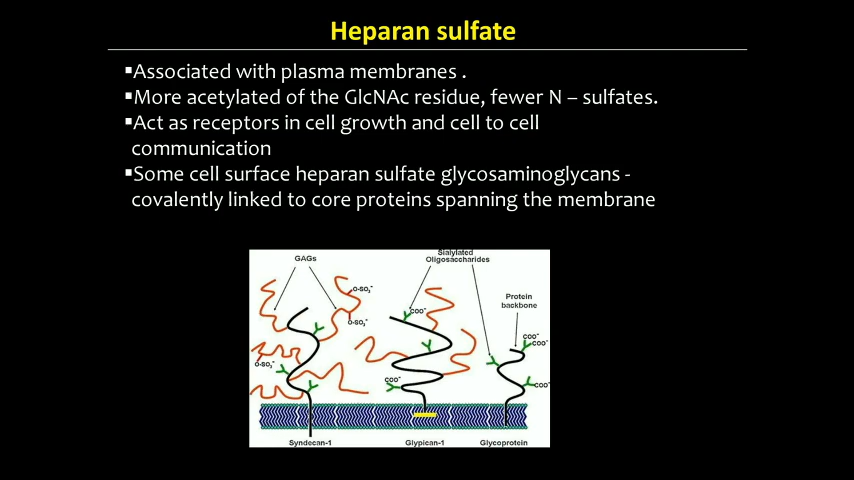 Heparan sulfate
▪Associated with plasma membranes .
▪More acetylated of the GlcNAc residue, fewer N – sulfates.
▪Act as receptors in cell growth and cell to cell
communication
▪Some cell surface heparan sulfate glycosaminoglycans -
covalently linked to core proteins spanning the membrane
GAGs
Sialylated
Oligosaccharides
Protein
backbone
O-SO₃⁻
O-SO₃⁻
O-SO₃⁻
COO⁻
COO⁻
COO⁻
COO⁻
COO⁻
Syndecan-1
Glypican-1
Glycoprotein